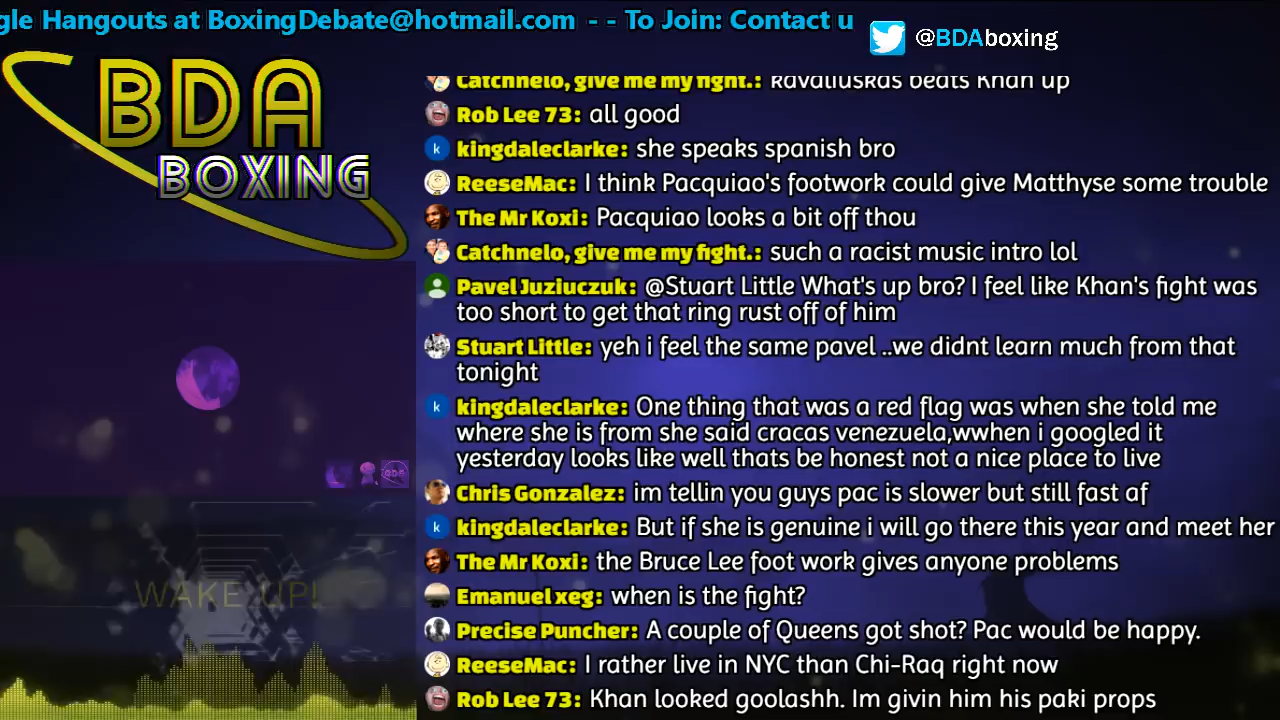 gle Hangouts at BoxingDebate@hotmail.com - - To Join: Contact u
@BDAboxing
BDA
BOXING
Catchnelo, give me my fight.: kavaliuskas beats Khan up
Rob Lee 73: all good
k kingdaleclarke: she speaks spanish bro
ReeseMac: I think Pacquiao's footwork could give Matthyse some trouble
The Mr Koxi: Pacquiao looks a bit off thou
Catchnelo, give me my fight.: such a racist music intro lol
Pavel Juziuczuk: @Stuart Little What's up bro? I feel like Khan's fight was
too short to get that ring rust off of him
Stuart Little: yeh i feel the same pavel ..we didnt learn much from that
tonight
k kingdaleclarke: One thing that was a red flag was when she told me
where she is from she said cracas venezuela,wwhen i googled it
yesterday looks like well thats be honest not a nice place to live
Chris Gonzalez: im tellin you guys pac is slower but still fast af
k kingdaleclarke: But if she is genuine i will go there this year and meet her
The Mr Koxi: the Bruce Lee foot work gives anyone problems
Emanuel xeg: when is the fight?
WAKE UP!
Precise Puncher: A couple of Queens got shot? Pac would be happy.
ReeseMac: I rather live in NYC than Chi-Raq right now
Rob Lee 73: Khan looked goolashh. Im givin him his paki props